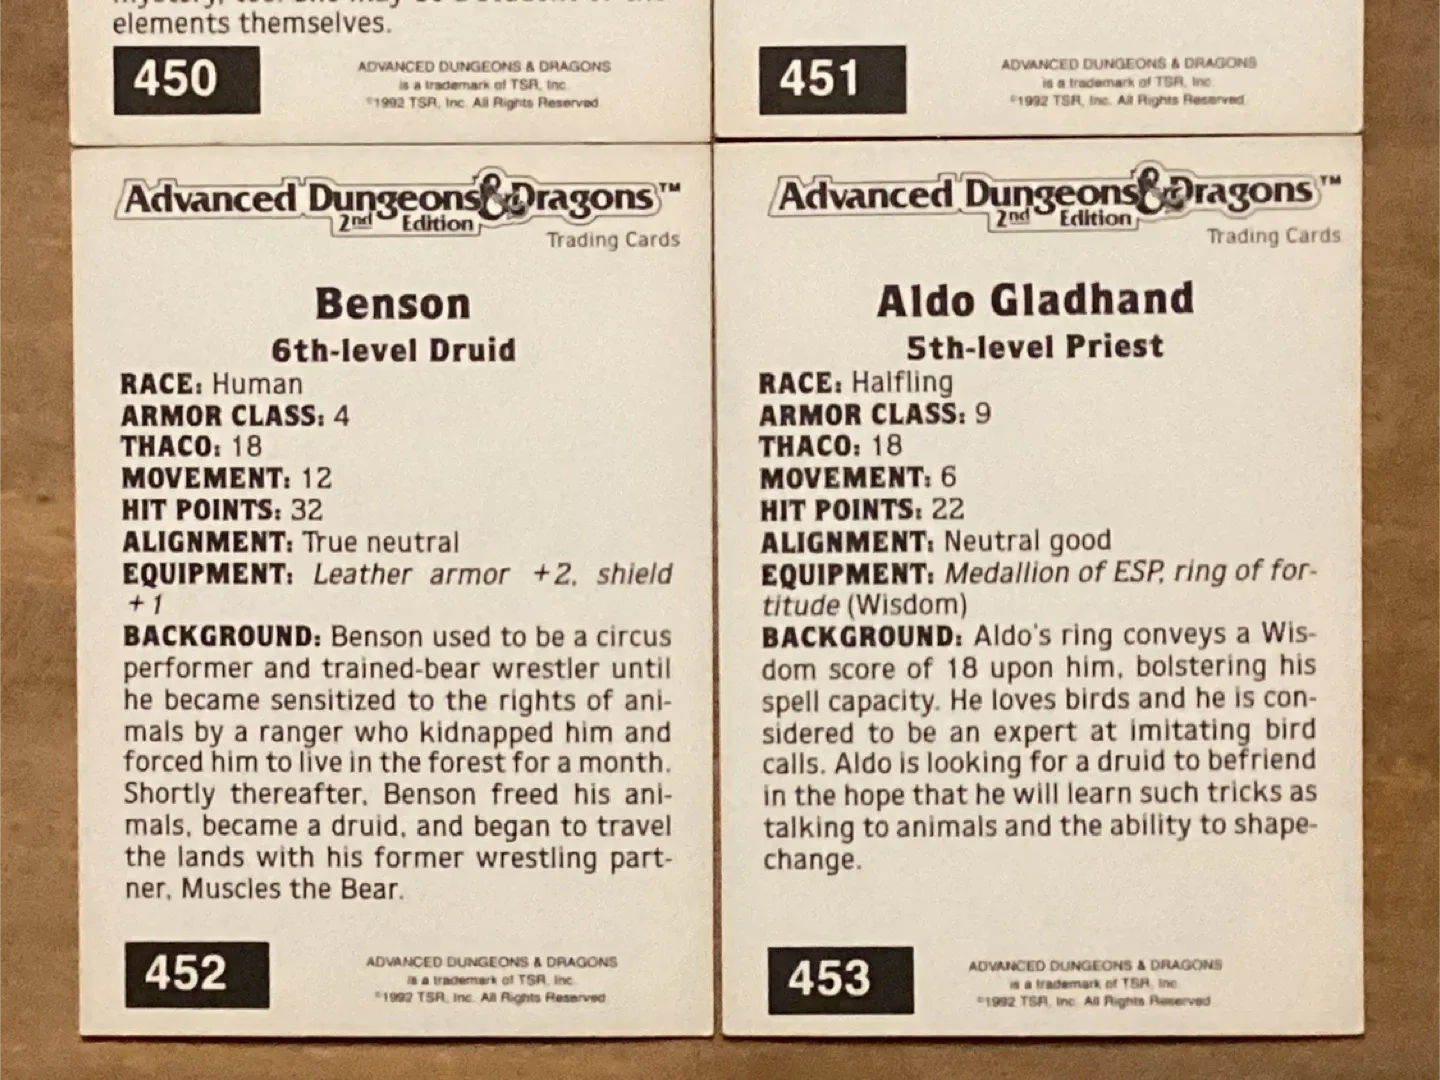 elements themselves.
450
ADVANCED DUNGEONS & DRAGONS
is a trademark of TSR, Inc.
©1992 TSR, Inc. All Rights Reserved
451
ADVANCED DUNGEONS & DRAGONS
is a trademark of TSR, Inc.
©1992 TSR, Inc. All Rights Reserved
Advanced Dungeons & Dragons™
2nd Edition
Trading Cards
Benson
6th-level Druid
RACE: Human
ARMOR CLASS: 4
THACO: 18
MOVEMENT: 12
HIT POINTS: 32
ALIGNMENT: True neutral
EQUIPMENT: Leather armor +2, shield
+1
BACKGROUND: Benson used to be a circus
performer and trained-bear wrestler until
he became sensitized to the rights of ani-
mals by a ranger who kidnapped him and
forced him to live in the forest for a month.
Shortly thereafter, Benson freed his ani-
mals, became a druid, and began to travel
the lands with his former wrestling part-
ner, Muscles the Bear.
452
ADVANCED DUNGEONS & DRAGONS
is a trademark of TSR, Inc.
©1992 TSR, Inc. All Rights Reserved
Advanced Dungeons & Dragons™
2nd Edition
Trading Cards
Aldo Gladhand
5th-level Priest
RACE: Halfling
ARMOR CLASS: 9
THACO: 18
MOVEMENT: 6
HIT POINTS: 22
ALIGNMENT: Neutral good
EQUIPMENT: Medallion of ESP, ring of for-
titude (Wisdom)
BACKGROUND: Aldo's ring conveys a Wis-
dom score of 18 upon him, bolstering his
spell capacity. He loves birds and he is con-
sidered to be an expert at imitating bird
calls. Aldo is looking for a druid to befriend
in the hope that he will learn such tricks as
talking to animals and the ability to shape-
change.
453
ADVANCED DUNGEONS & DRAGONS
is a trademark of TSR, Inc.
©1992 TSR, Inc. All Rights Reserved